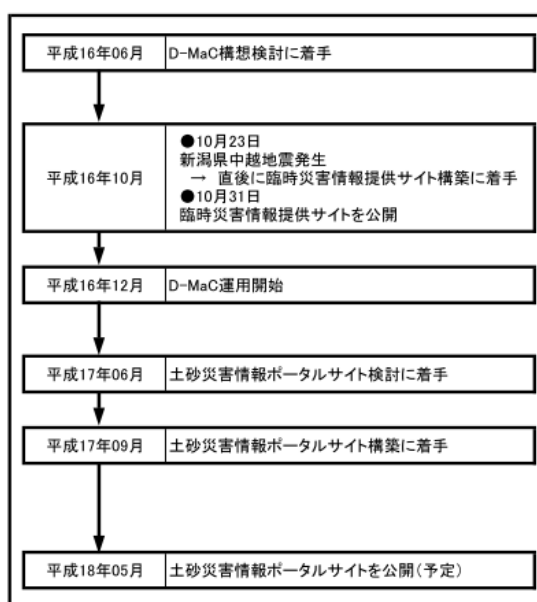 平成16年06月 D-MaC構想検討に着手
平成16年10月
●10月23日
新潟県中越地震発生
→ 直後に臨時災害情報提供サイト構築に着手
●10月31日
臨時災害情報提供サイトを公開
平成16年12月 D-MaC運用開始
平成17年06月 土砂災害情報ポータルサイト検討に着手
平成17年09月 土砂災害情報ポータルサイト構築に着手
平成18年05月 土砂災害情報ポータルサイトを公開(予定)